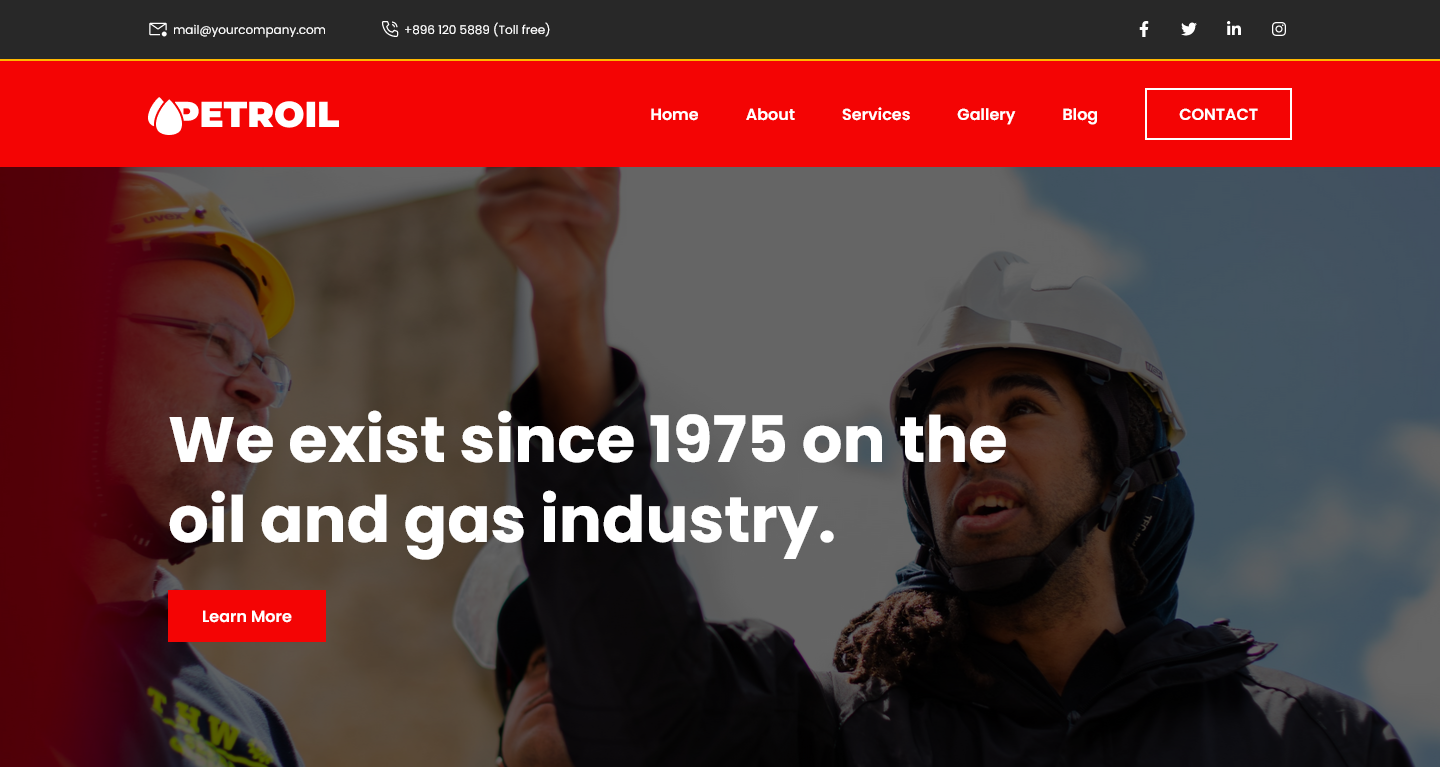 mail@yourcompany.com
+896 120 5889 (Toll free)
PETROIL
Home
About
Services
Gallery
Blog
CONTACT
uvex
We exist since 1975 on the
oil and gas industry.
Learn More